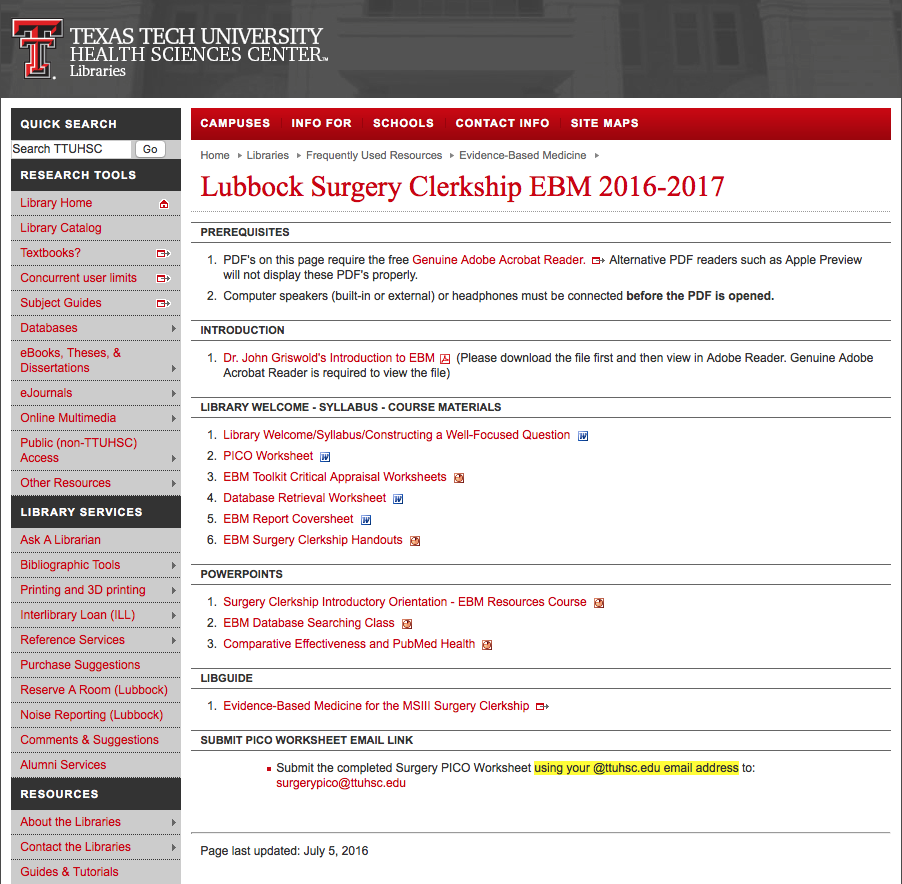 TEXAS TECH UNIVERSITY
HEALTH SCIENCES CENTER™
Libraries
QUICK SEARCH
Search TTUHSC
Go
RESEARCH TOOLS
Library Home
Library Catalog
Textbooks?
Concurrent user limits
Subject Guides
Databases
eBooks, Theses, &
Dissertations
eJournals
Online Multimedia
Public (non-TTUHSC)
Access
Other Resources
LIBRARY SERVICES
Ask A Librarian
Bibliographic Tools
Printing and 3D printing
Interlibrary Loan (ILL)
Reference Services
Purchase Suggestions
Reserve A Room (Lubbock)
Noise Reporting (Lubbock)
Comments & Suggestions
Alumni Services
RESOURCES
About the Libraries
Contact the Libraries
Guides & Tutorials
CAMPUSES INFO FOR SCHOOLS CONTACT INFO SITE MAPS
Home Libraries Frequently Used Resources Evidence-Based Medicine
Lubbock Surgery Clerkship EBM 2016-2017
PREREQUISITES
1. PDF's on this page require the free Genuine Adobe Acrobat Reader. Alternative PDF readers such as Apple Preview
will not display these PDF's properly.
2. Computer speakers (built-in or external) or headphones must be connected before the PDF is opened.
INTRODUCTION
1. Dr. John Griswold's Introduction to EBM (Please download the file first and then view in Adobe Reader. Genuine Adobe
Acrobat Reader is required to view the file)
LIBRARY WELCOME - SYLLABUS - COURSE MATERIALS
1. Library Welcome/Syllabus/Constructing a Well-Focused Question
2. PICO Worksheet
3. EBM Toolkit Critical Appraisal Worksheets
4. Database Retrieval Worksheet
5. EBM Report Coversheet
6. EBM Surgery Clerkship Handouts
POWERPOINTS
1. Surgery Clerkship Introductory Orientation - EBM Resources Course
2. EBM Database Searching Class
3. Comparative Effectiveness and PubMed Health
LIBGUIDE
1. Evidence-Based Medicine for the MSIII Surgery Clerkship
SUBMIT PICO WORKSHEET EMAIL LINK
Submit the completed Surgery PICO Worksheet using your @ttuhsc.edu email address to:
surgerypico@ttuhsc.edu
Page last updated: July 5, 2016